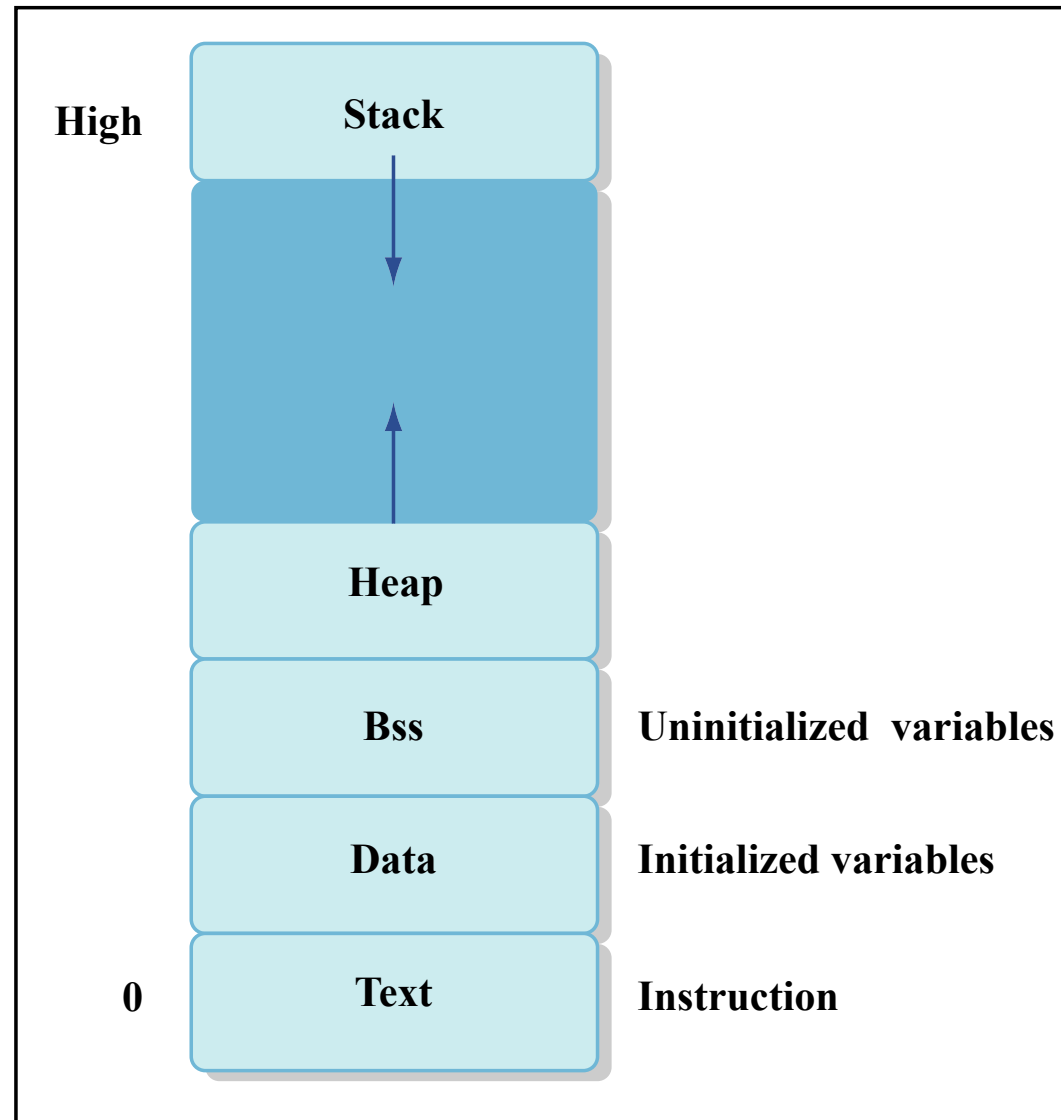 High
Stack
Heap
Bss
Uninitialized variables
Data
Initialized variables
0
Text
Instruction